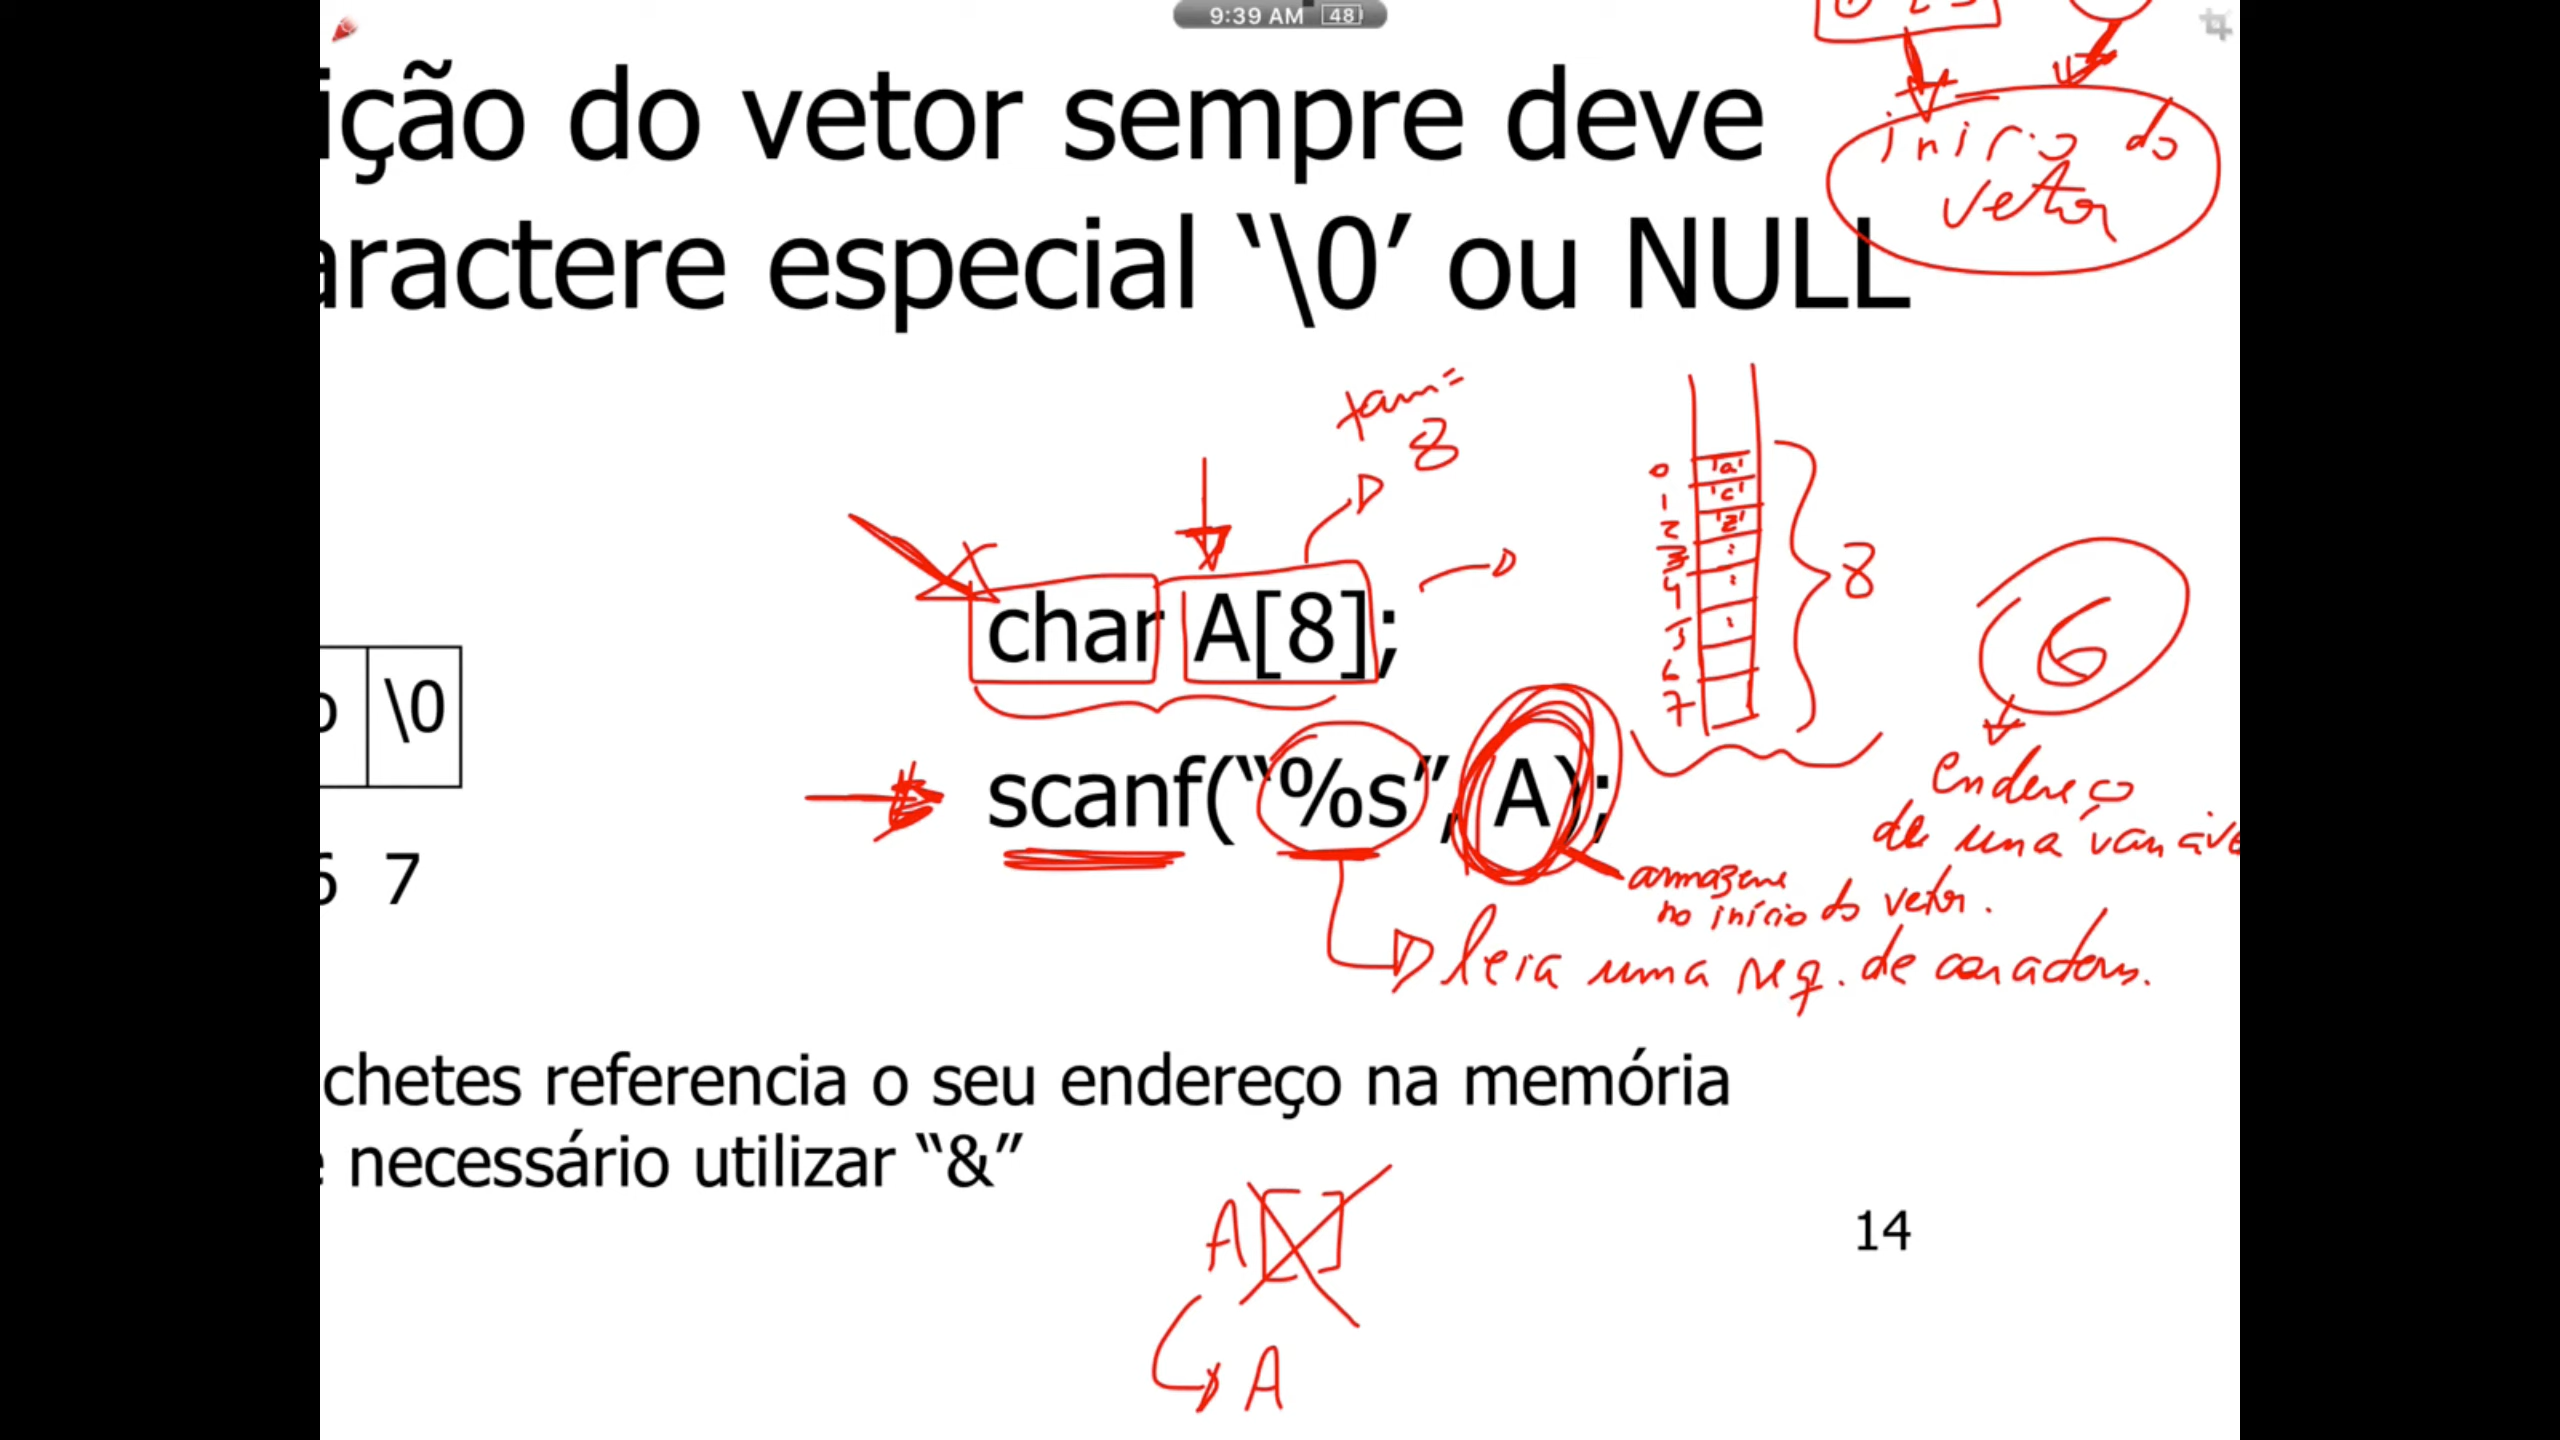 9:39 AM 48
ição do vetor sempre deve
aractere especial ‘\0’ ou NULL
início do
vetor
tam=
8
0 'a'
1 'c'
2 'z'
3 :
4 :
5 :
6
7
8
char A[8];
6
\0
scanf(“%s”, A);
endereço
de uma variáve
6 7
armazene
no início do vetor.
leia uma seq. de caracteres.
chetes referencia o seu endereço na memória
necessário utilizar “&”
A[ ]
14
A